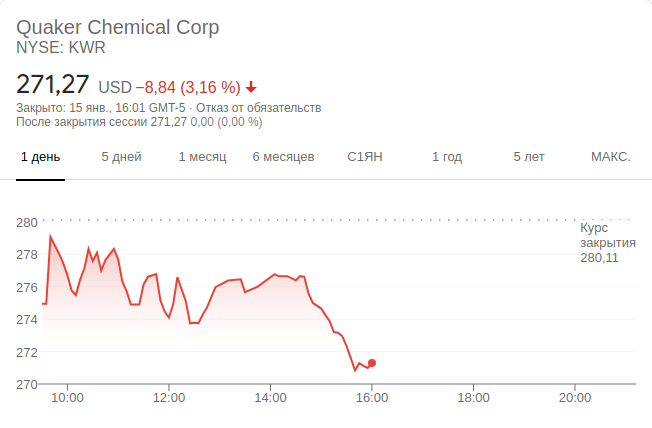 Quaker Chemical Corp
NYSE: KWR
271,27 USD −8,84 (3,16 %)
Закрыто: 15 янв., 16:01 GMT-5 · Отказ от обязательств
После закрытия сессии 271,27 0,00 (0,00 %)
1 день 5 дней 1 месяц 6 месяцев С1ЯН 1 год 5 лет МАКС.
280
Курс
закрытия
280,11
278
276
274
272
270
10:00 12:00 14:00 16:00 18:00 20:00